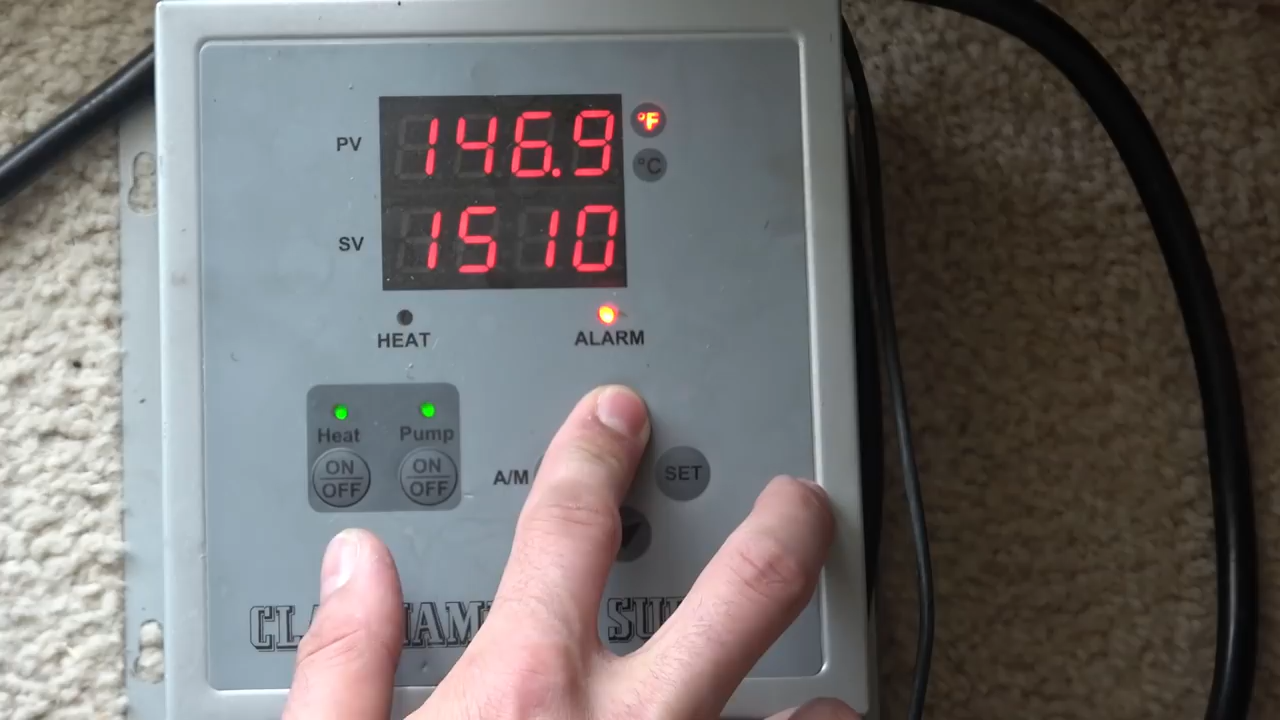 PV 146.9 °F
°C
SV 1510
HEAT ALARM
Heat Pump
ON OFF ON OFF A/M SET